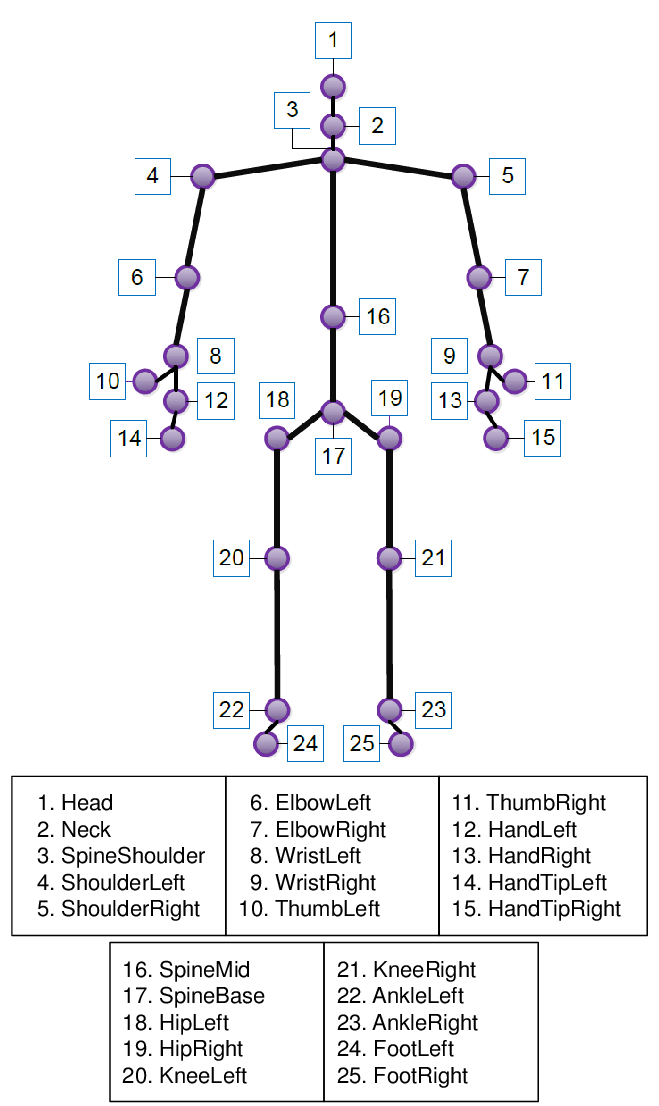 1
3
2
4
5
6
7
8
9
10
11
12
13
14
15
16
18
19
17
20
21
22
23
24
25
1. Head
2. Neck
3. SpineShoulder
4. ShoulderLeft
5. ShoulderRight
6. ElbowLeft
7. ElbowRight
8. WristLeft
9. WristRight
10. ThumbLeft
11. ThumbRight
12. HandLeft
13. HandRight
14. HandTipLeft
15. HandTipRight
16. SpineMid
17. SpineBase
18. HipLeft
19. HipRight
20. KneeLeft
21. KneeRight
22. AnkleLeft
23. AnkleRight
24. FootLeft
25. FootRight